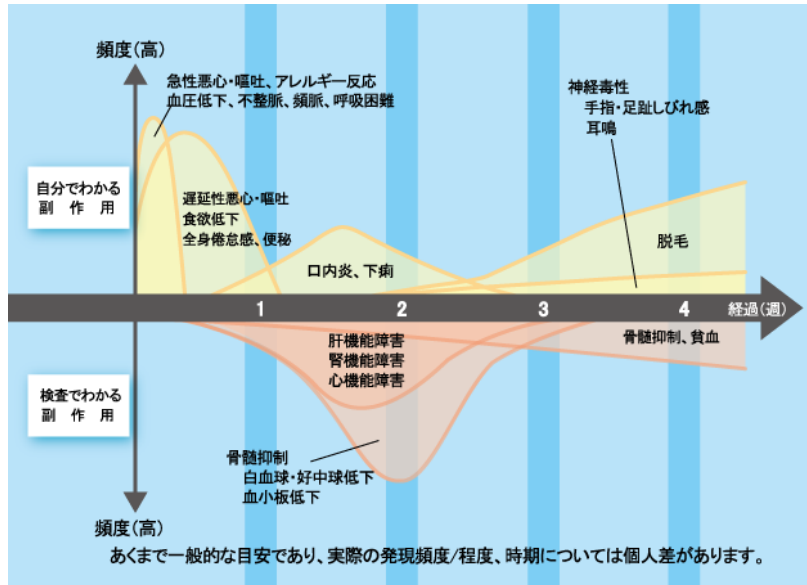 頻度(高)
急性悪心・嘔吐、アレルギー反応
血圧低下、不整脈、頻脈、呼吸困難
神経毒性
手指・足趾しびれ感
耳鳴
自分でわかる
副作用
遅延性悪心・嘔吐
食欲低下
全身倦怠感、便秘
口内炎、下痢
脱毛
1 2 3 4 経過(週)
肝機能障害
腎機能障害
心機能障害
骨髄抑制、貧血
検査でわかる
副作用
骨髄抑制
白血球・好中球低下
血小板低下
頻度(高)
あくまで一般的な目安であり、実際の発現頻度/程度、時期については個人差があります。